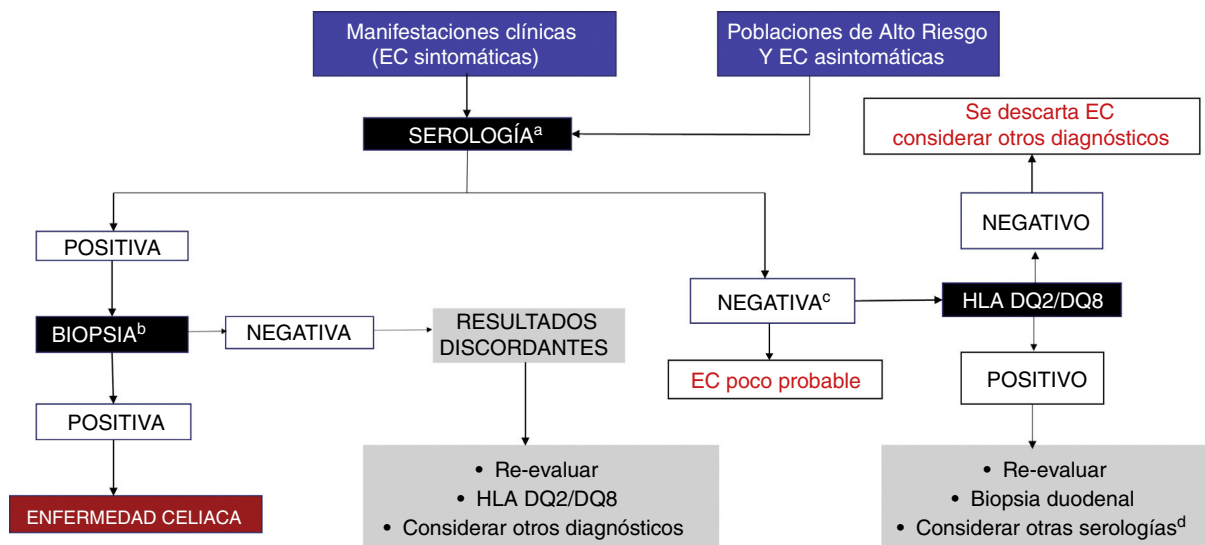 Manifestaciones clínicas
(EC sintomáticas)
Poblaciones de Alto Riesgo
Y EC asintomáticas
SEROLOGÍAa
Se descarta EC
considerar otros diagnósticos
NEGATIVO
POSITIVA
NEGATIVAc
HLA DQ2/DQ8
BIOPSIAb
NEGATIVA
RESULTADOS
DISCORDANTES
EC poco probable
POSITIVO
POSITIVA
• Re-evaluar
• HLA DQ2/DQ8
• Considerar otros diagnósticos
• Re-evaluar
• Biopsia duodenal
• Considerar otras serologíasd
ENFERMEDAD CELIACA